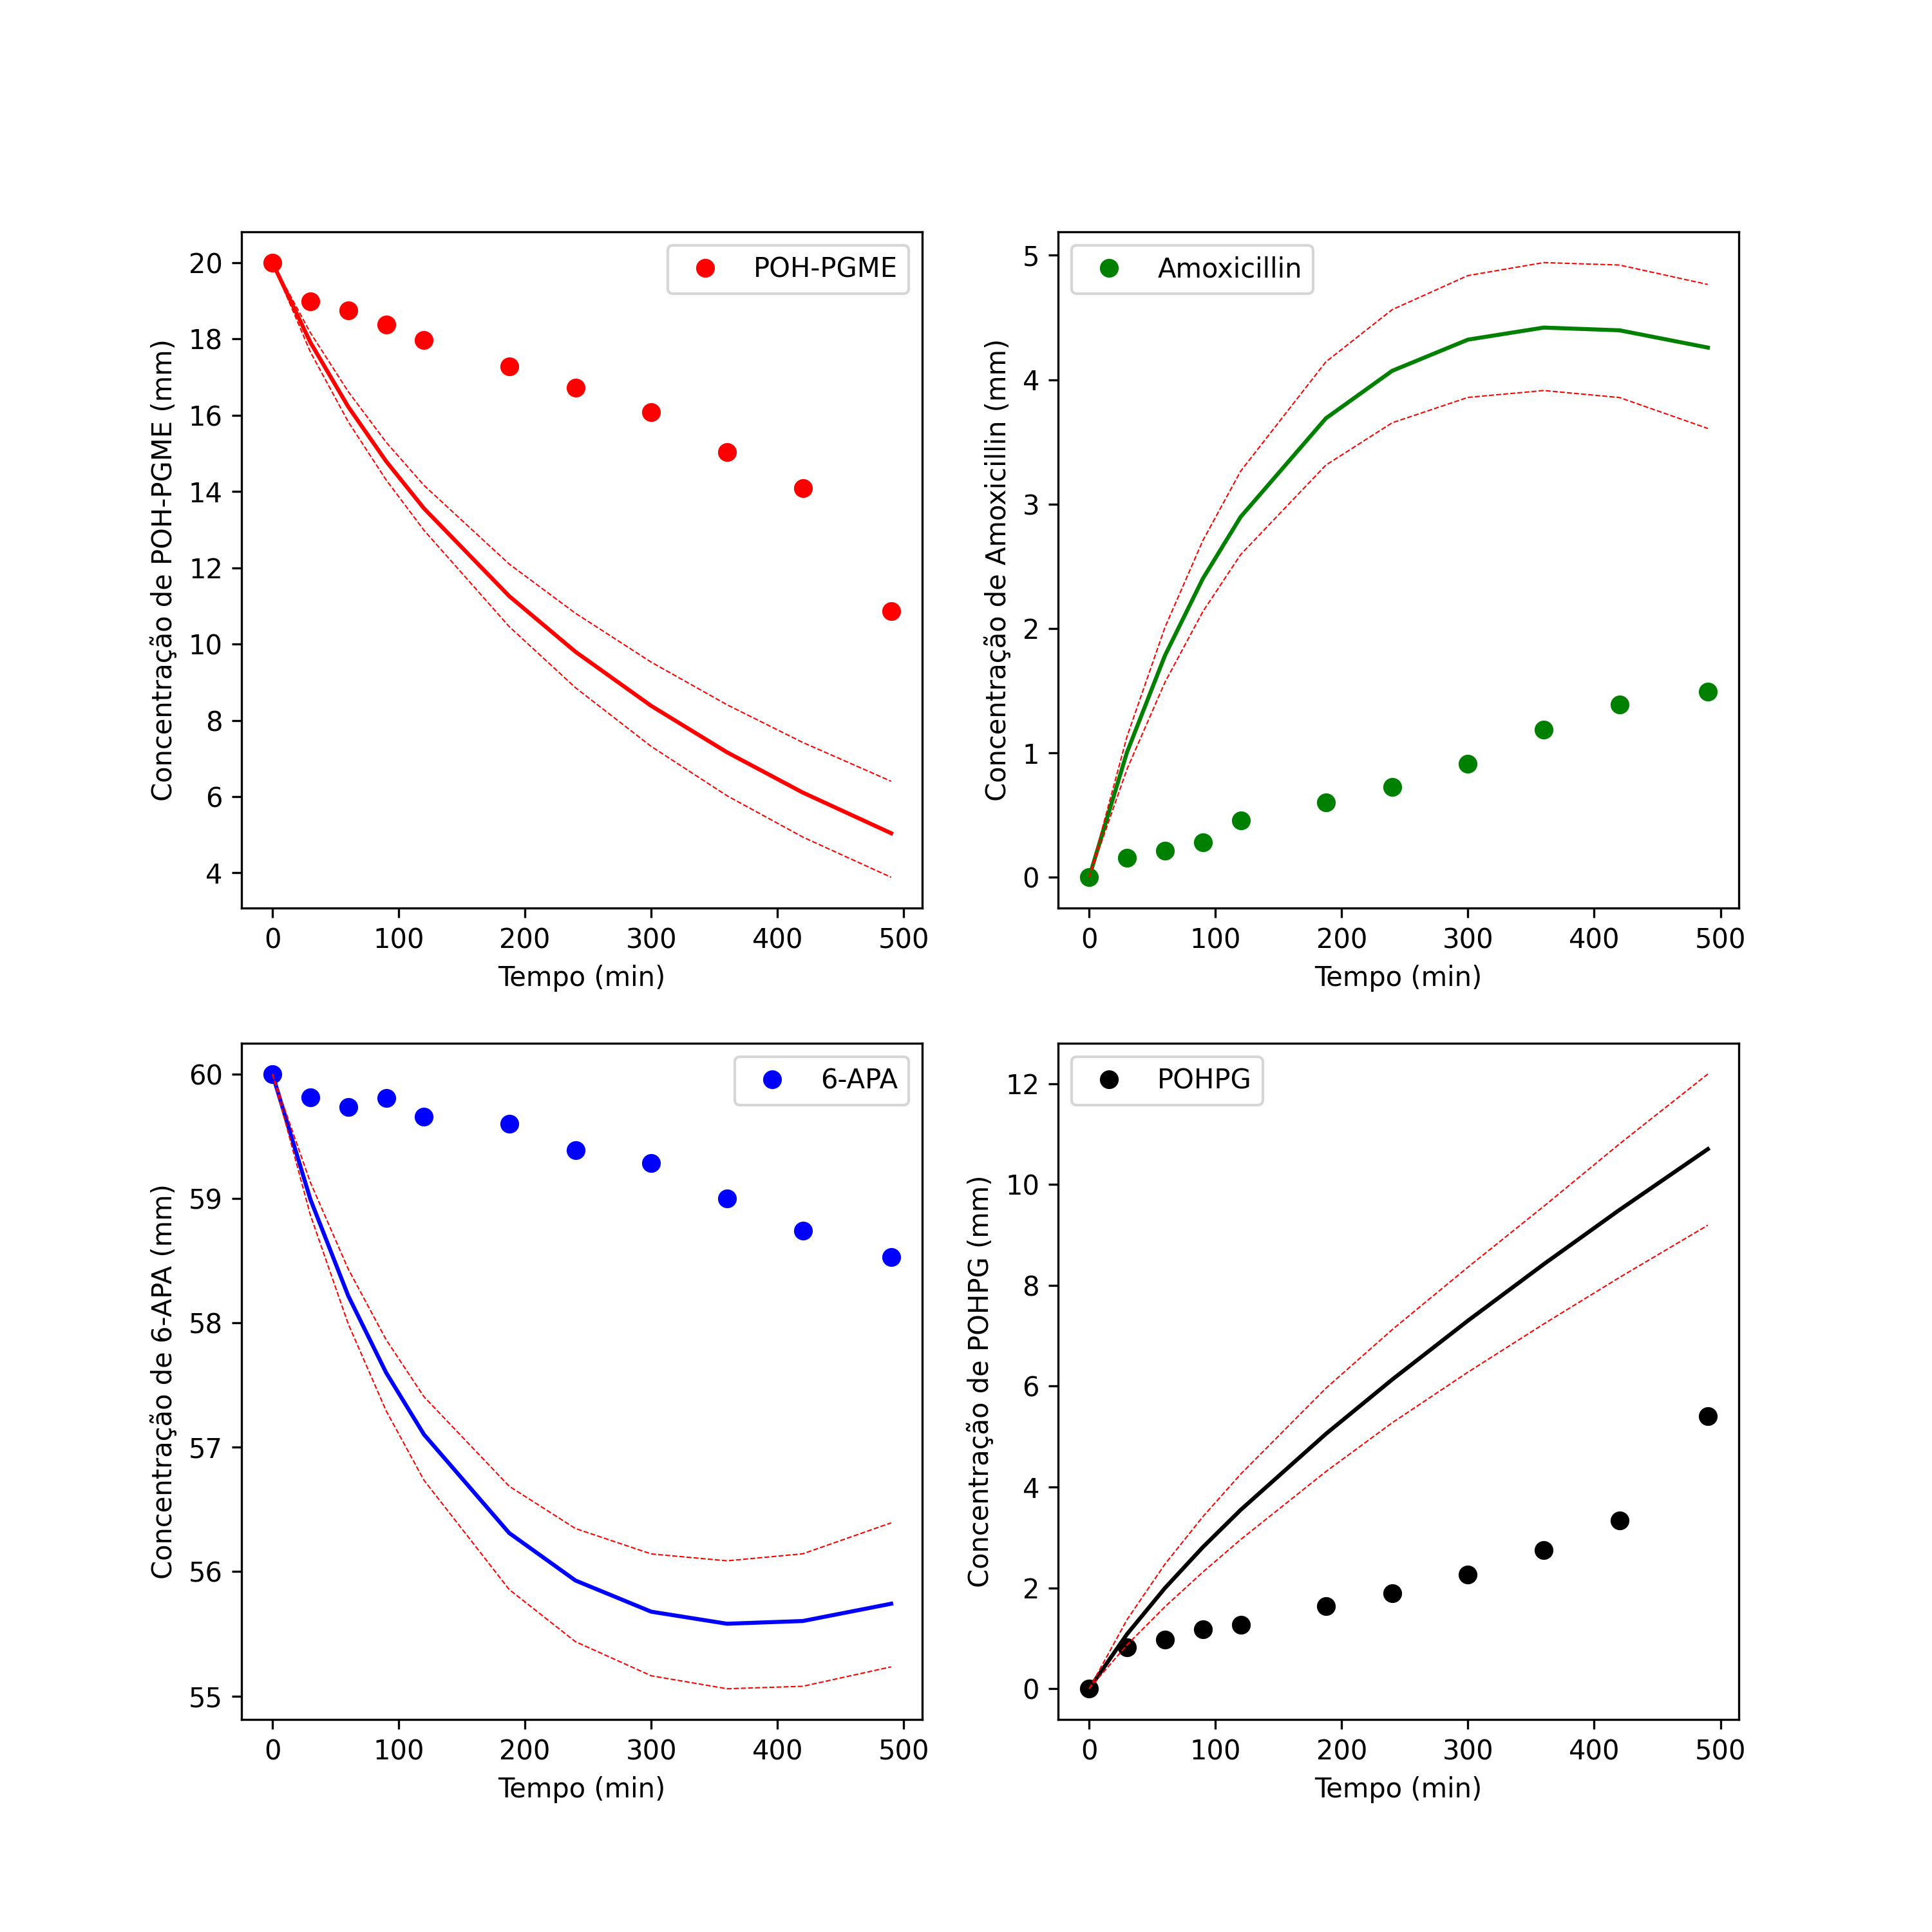 POH-PGME
Concentração de POH-PGME (mm)
20
18
16
14
12
10
8
6
4
0 100 200 300 400 500
Tempo (min)
Amoxicillin
Concentração de Amoxicillin (mm)
5
4
3
2
1
0
0 100 200 300 400 500
Tempo (min)
6-APA
Concentração de 6-APA (mm)
60
59
58
57
56
55
0 100 200 300 400 500
Tempo (min)
POHPG
Concentração de POHPG (mm)
12
10
8
6
4
2
0
0 100 200 300 400 500
Tempo (min)